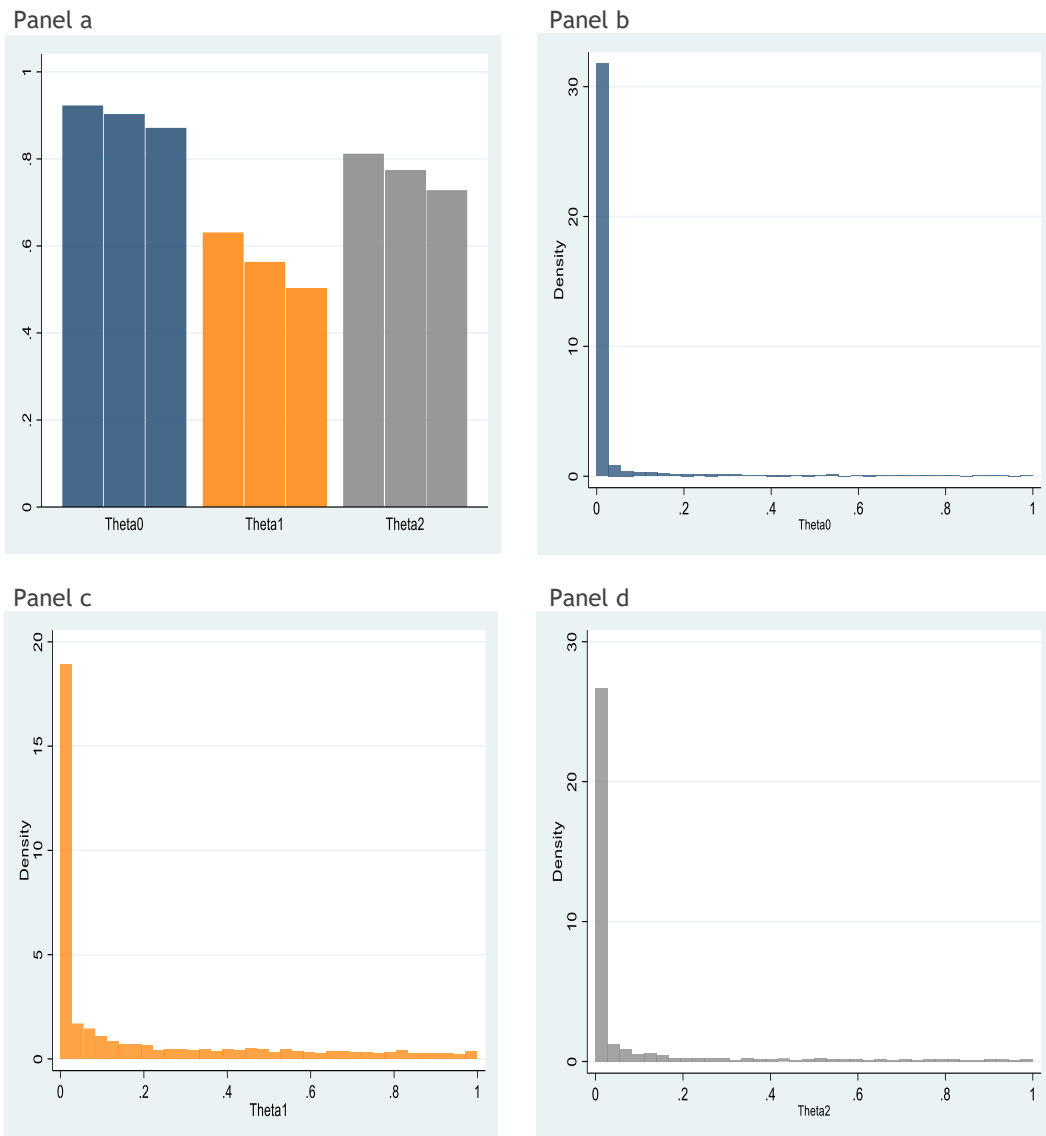 Panel a
1
.8
.6
.4
.2
0
Theta0 Theta1 Theta2
Panel b
Density
30
20
10
0
0 .2 .4 .6 .8 1
Theta0
Panel c
Density
20
15
10
5
0
0 .2 .4 .6 .8 1
Theta1
Panel d
Density
30
20
10
0
0 .2 .4 .6 .8 1
Theta2